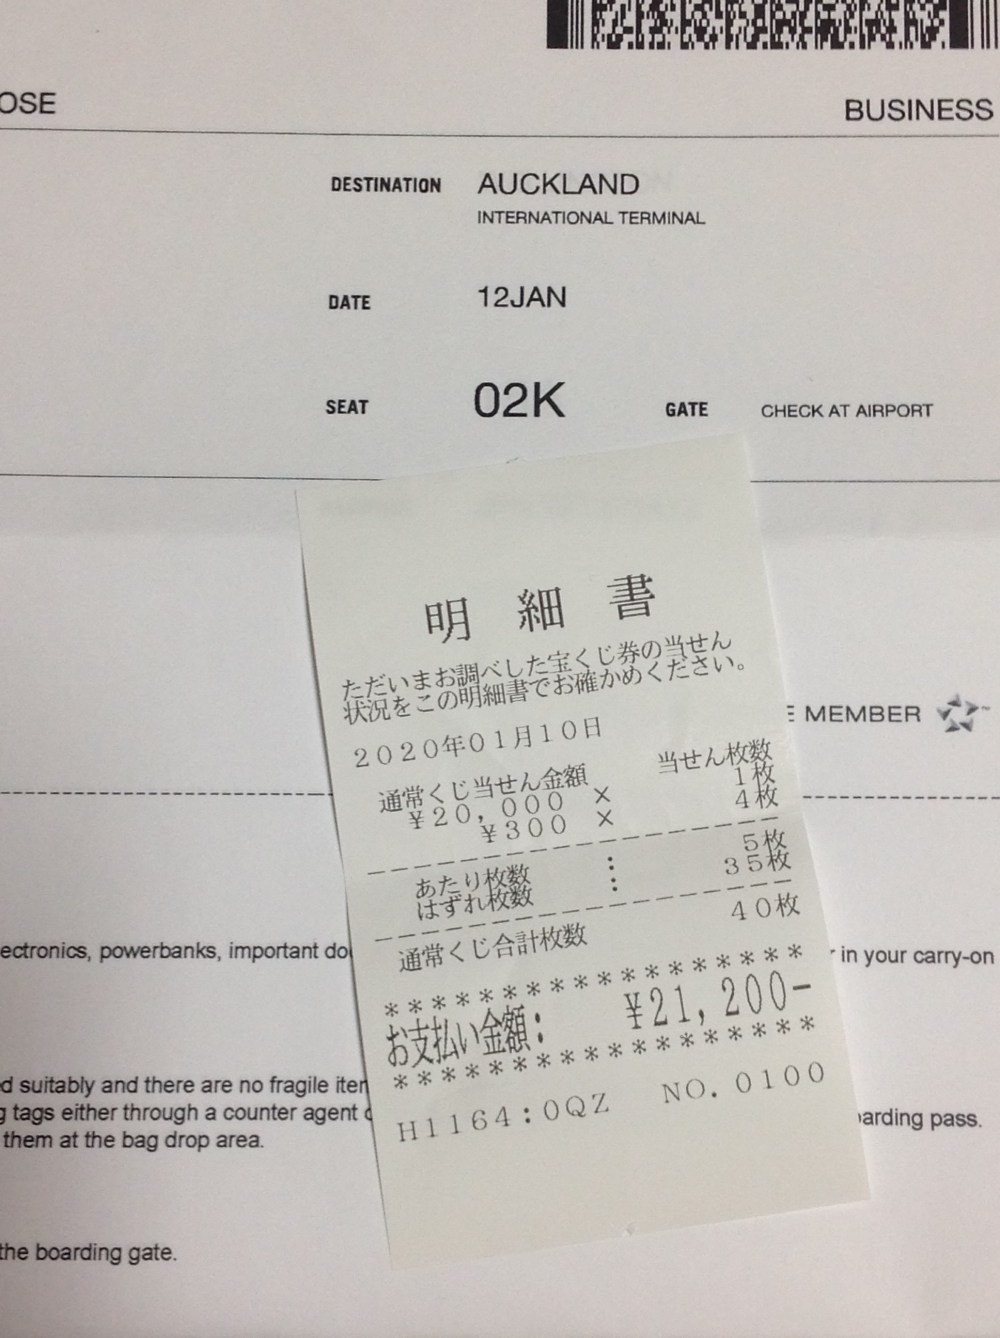 OSE
BUSINESS
DESTINATION AUCKLAND
INTERNATIONAL TERMINAL
DATE 12JAN
SEAT 02K GATE CHECK AT AIRPORT
明細書
ただいまお調べした宝くじ券の当せん
状況をこの明細書でお確かめください。
MEMBER
2020年01月10日
通常くじ当せん金額 当せん枚数
¥20,000 × 1枚
¥300 × 4枚
あたり枚数 : 5枚
はずれ枚数 : 35枚
通常くじ合計枚数 40枚
ectronics, powerbanks, important do
in your carry-on
******************
お支払い金額: ¥21,200-
******************
d suitably and there are no fragile iten
g tags either through a counter agent
arding pass.
them at the bag drop area.
H1164:0QZ NO.0100
the boarding gate.